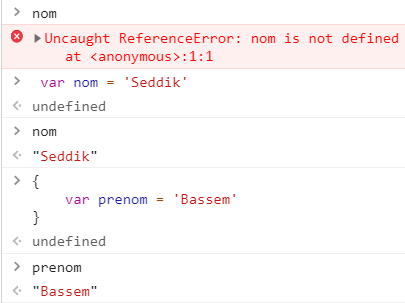 > nom
▶Uncaught ReferenceError: nom is not defined
at <anonymous>:1:1
> var nom = 'Seddik'
<· undefined
> nom
<· "Seddik"
> {
var prenom = 'Bassem'
}
<· undefined
> prenom
<· "Bassem"